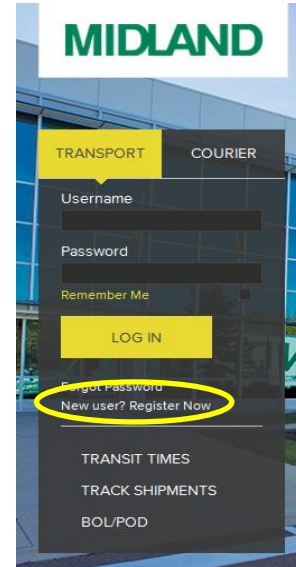 MIDLAND
TRANSPORT COURIER
Username
Password
Remember Me
LOG IN
Forgot Password
New user? Register Now
TRANSIT TIMES
TRACK SHIPMENTS
BOL/POD